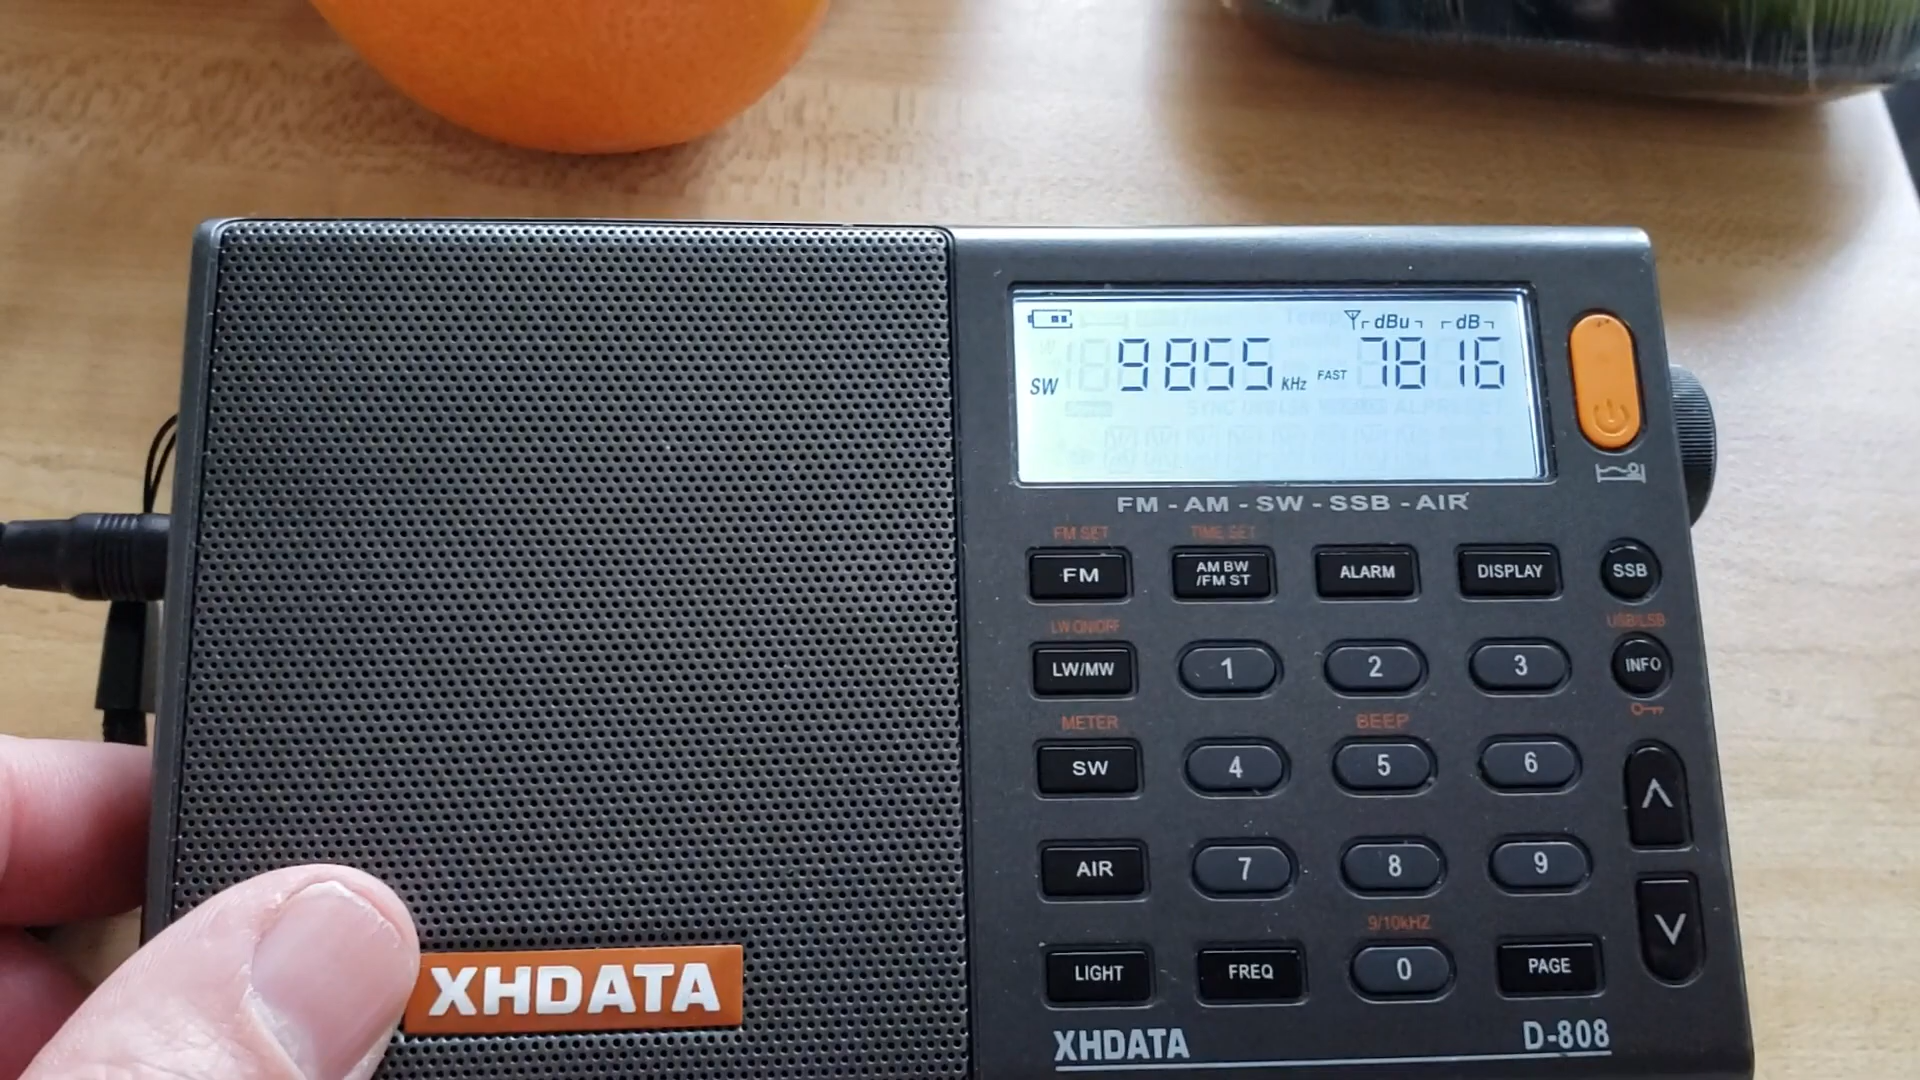 dBu dB
SW 9855 kHz FAST 78 16
FM - AM - SW - SSB - AIR
FM SET TIME SET
FM AM BW /FM ST ALARM DISPLAY SSB
LW ON/OFF USB/LSB
LW/MW 1 2 3 INFO
METER BEEP
SW 4 5 6
AIR 7 8 9
9/10kHZ
LIGHT FREQ 0 PAGE
XHDATA
XHDATA D-808